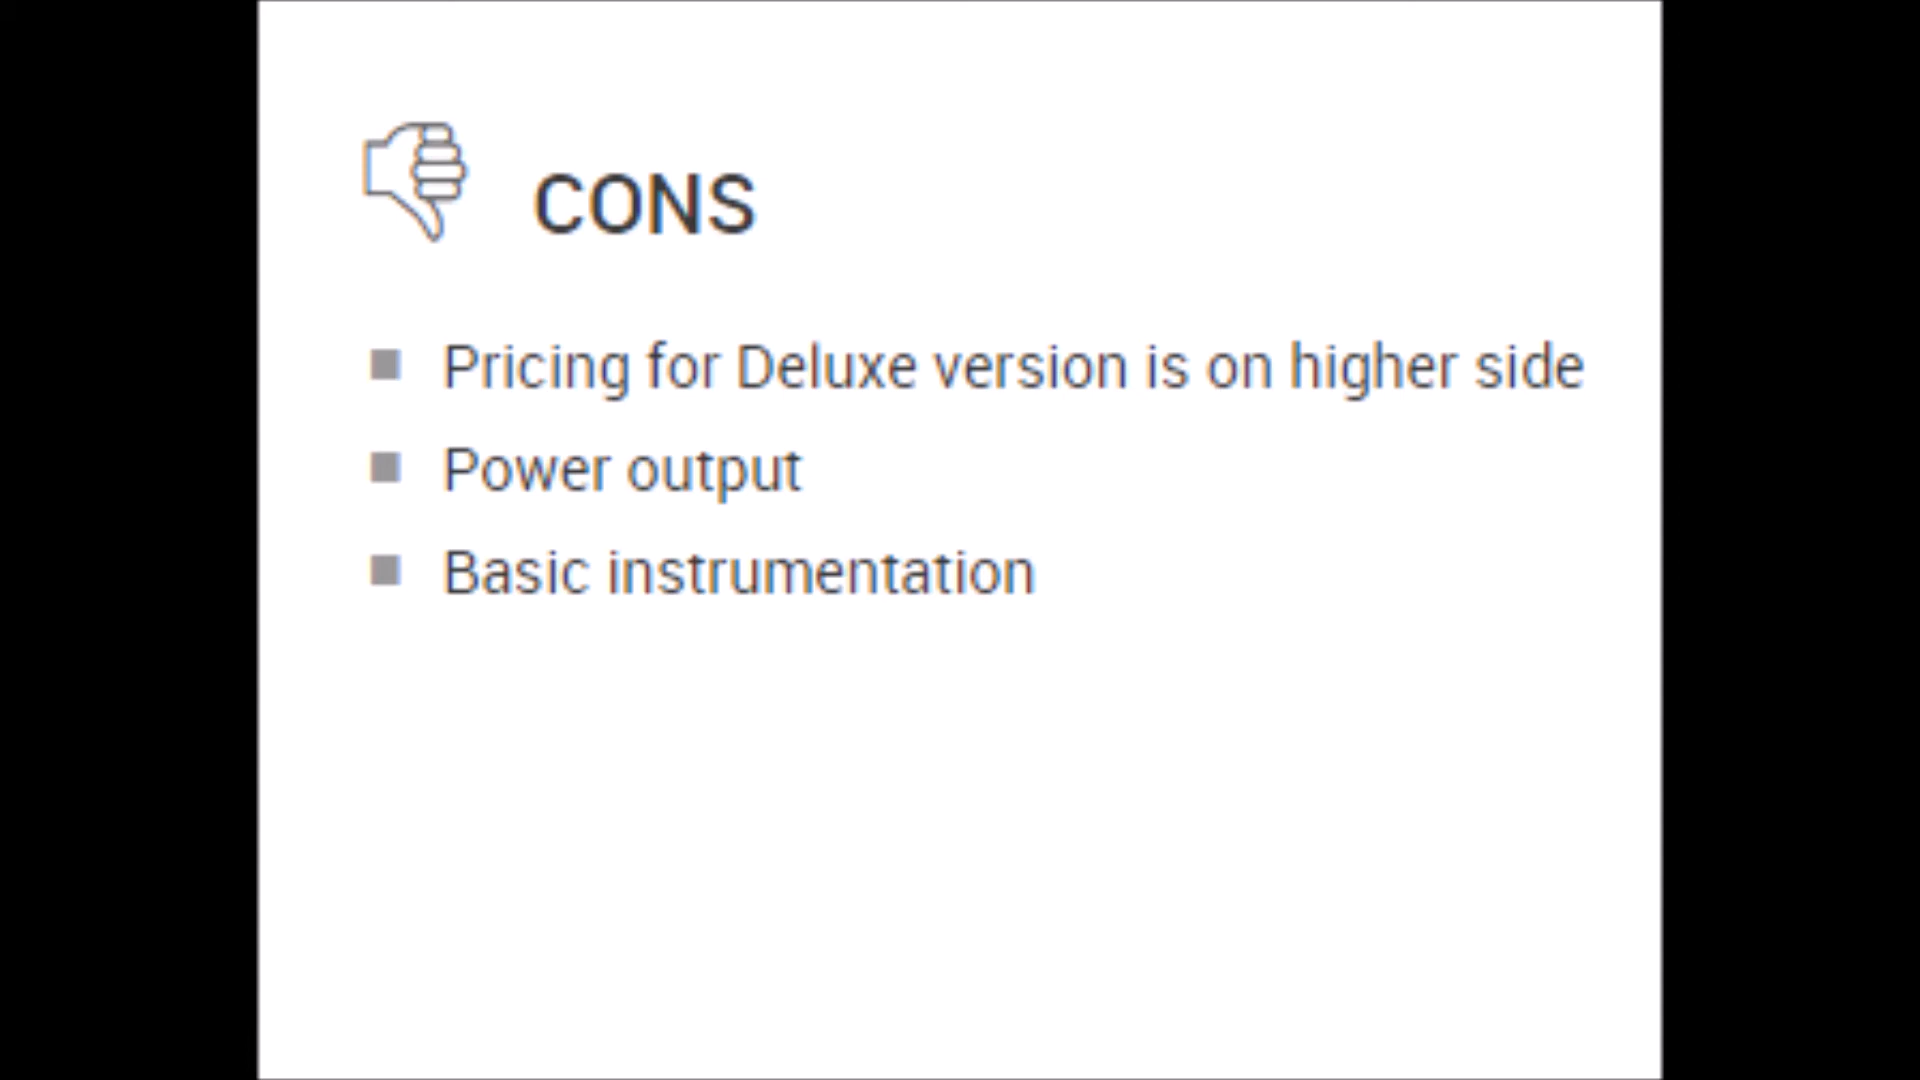 CONS
Pricing for Deluxe version is on higher side
Power output
Basic instrumentation